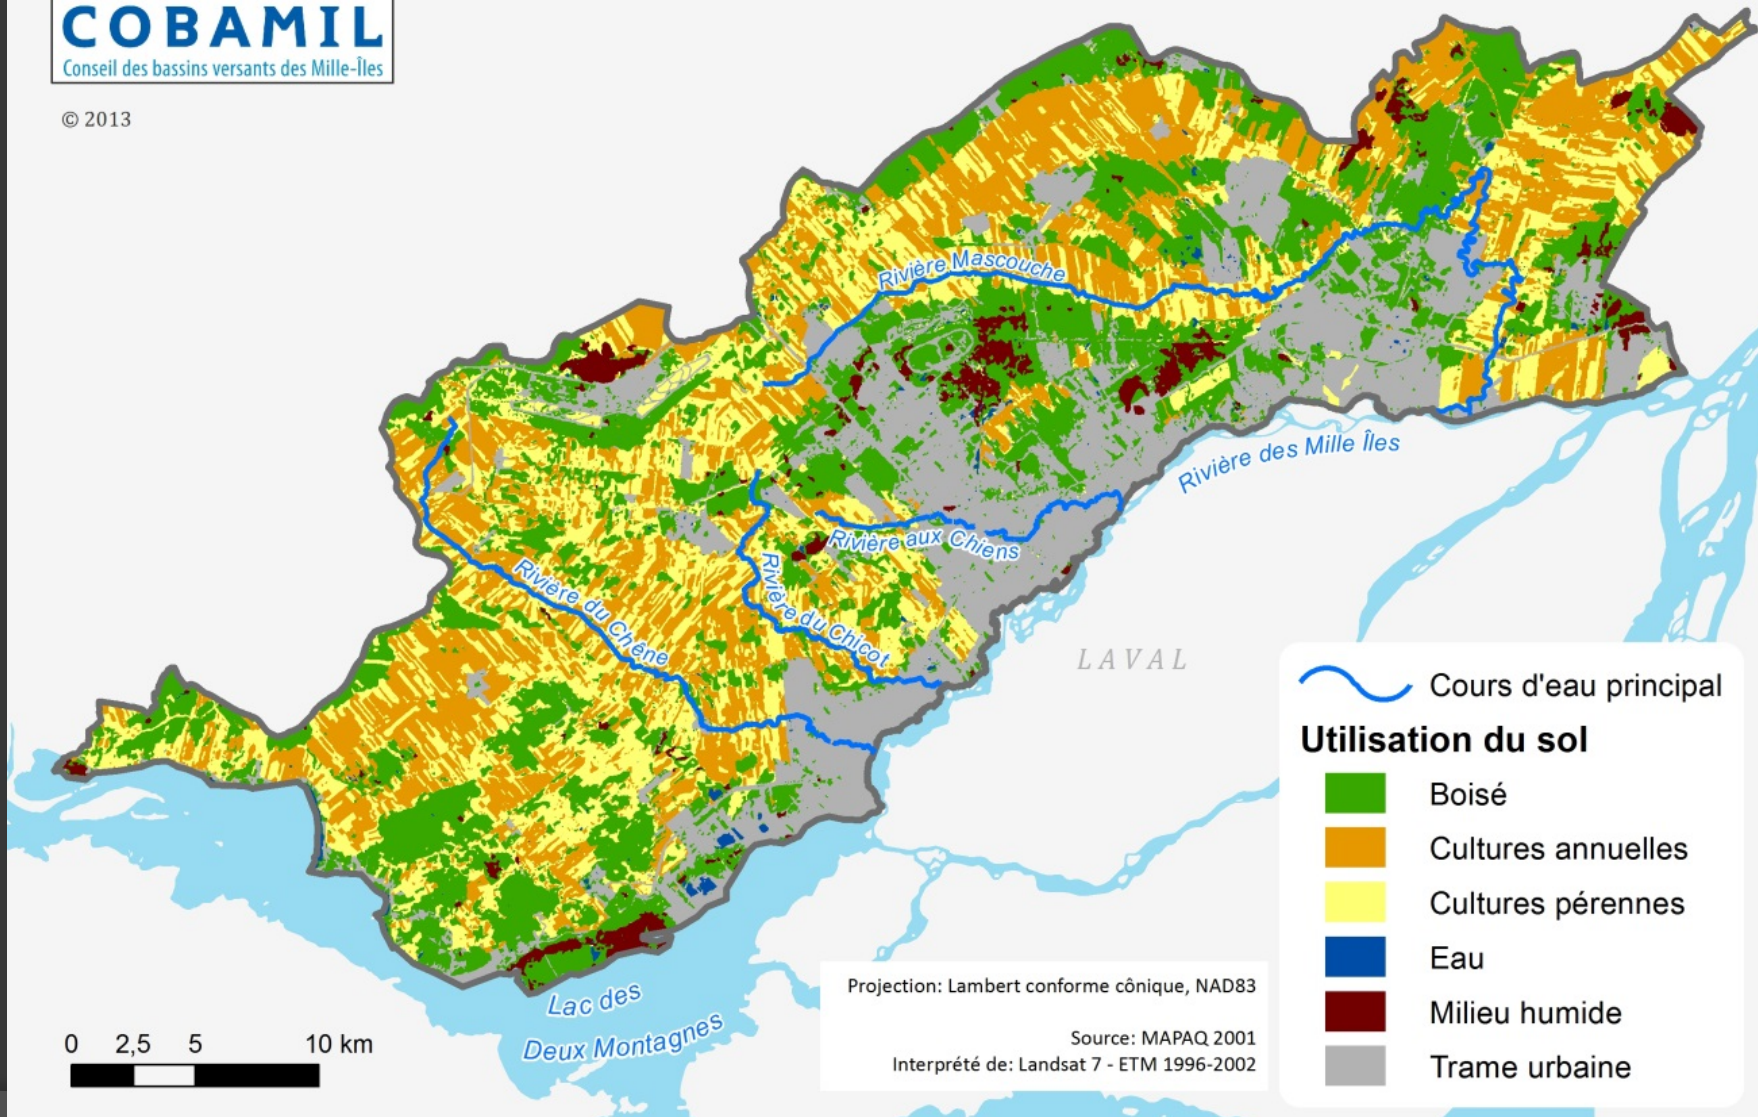 COBAMIL
Conseil des bassins versants des Mille-Îles
© 2013
Rivière Mascouche
Rivière des Mille Îles
Rivière aux Chiens
Rivière du Chicot
Rivière du Chêne
LAVAL
Lac des
Deux Montagnes
0 2,5 5 10 km
Projection: Lambert conforme cônique, NAD83
Source: MAPAQ 2001
Interprété de: Landsat 7 - ETM 1996-2002
Cours d'eau principal
Utilisation du sol
Boisé
Cultures annuelles
Cultures pérennes
Eau
Milieu humide
Trame urbaine